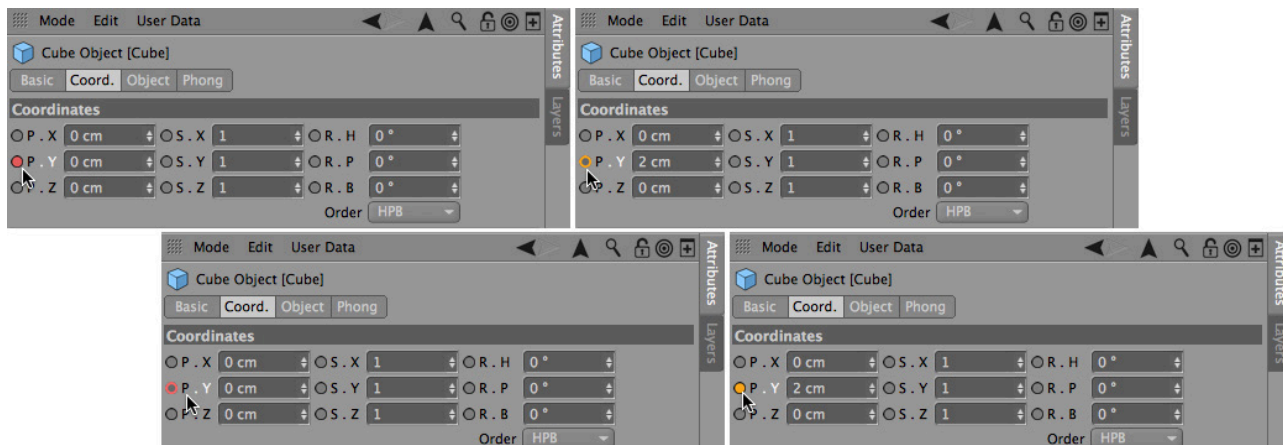 Mode Edit User Data
Attributes
Layers
Cube Object [Cube]
Basic Coord. Object Phong
Coordinates
P . X 0 cm S . X 1 R . H 0 °
P . Y 0 cm S . Y 1 R . P 0 °
P . Z 0 cm S . Z 1 R . B 0 °
Order HPB
Mode Edit User Data
Attributes
Layers
Cube Object [Cube]
Basic Coord. Object Phong
Coordinates
P . X 0 cm S . X 1 R . H 0 °
P . Y 2 cm S . Y 1 R . P 0 °
P . Z 0 cm S . Z 1 R . B 0 °
Order HPB
Mode Edit User Data
Attributes
Layers
Cube Object [Cube]
Basic Coord. Object Phong
Coordinates
P . X 0 cm S . X 1 R . H 0 °
P . Y 0 cm S . Y 1 R . P 0 °
P . Z 0 cm S . Z 1 R . B 0 °
Order HPB
Mode Edit User Data
Attributes
Layers
Cube Object [Cube]
Basic Coord. Object Phong
Coordinates
P . X 0 cm S . X 1 R . H 0 °
P . Y 2 cm S . Y 1 R . P 0 °
P . Z 0 cm S . Z 1 R . B 0 °
Order HPB